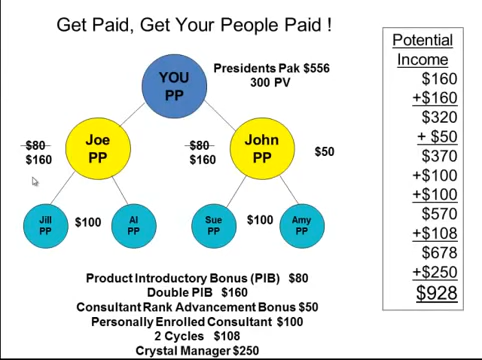 Get Paid, Get Your People Paid !
Presidents Pak $556
300 PV
YOU
PP
$80
$160
Joe
PP
$80
$160
John
PP
$50
Jill
PP
$100
Al
PP
Sue
PP
$100
Amy
PP
Product Introductory Bonus (PIB) $80
Double PIB $160
Consultant Rank Advancement Bonus $50
Personally Enrolled Consultant $100
2 Cycles $108
Crystal Manager $250
Potential
Income
$160
+$160
$320
+ $50
$370
+$100
+$100
$570
+$108
$678
+$250
$928